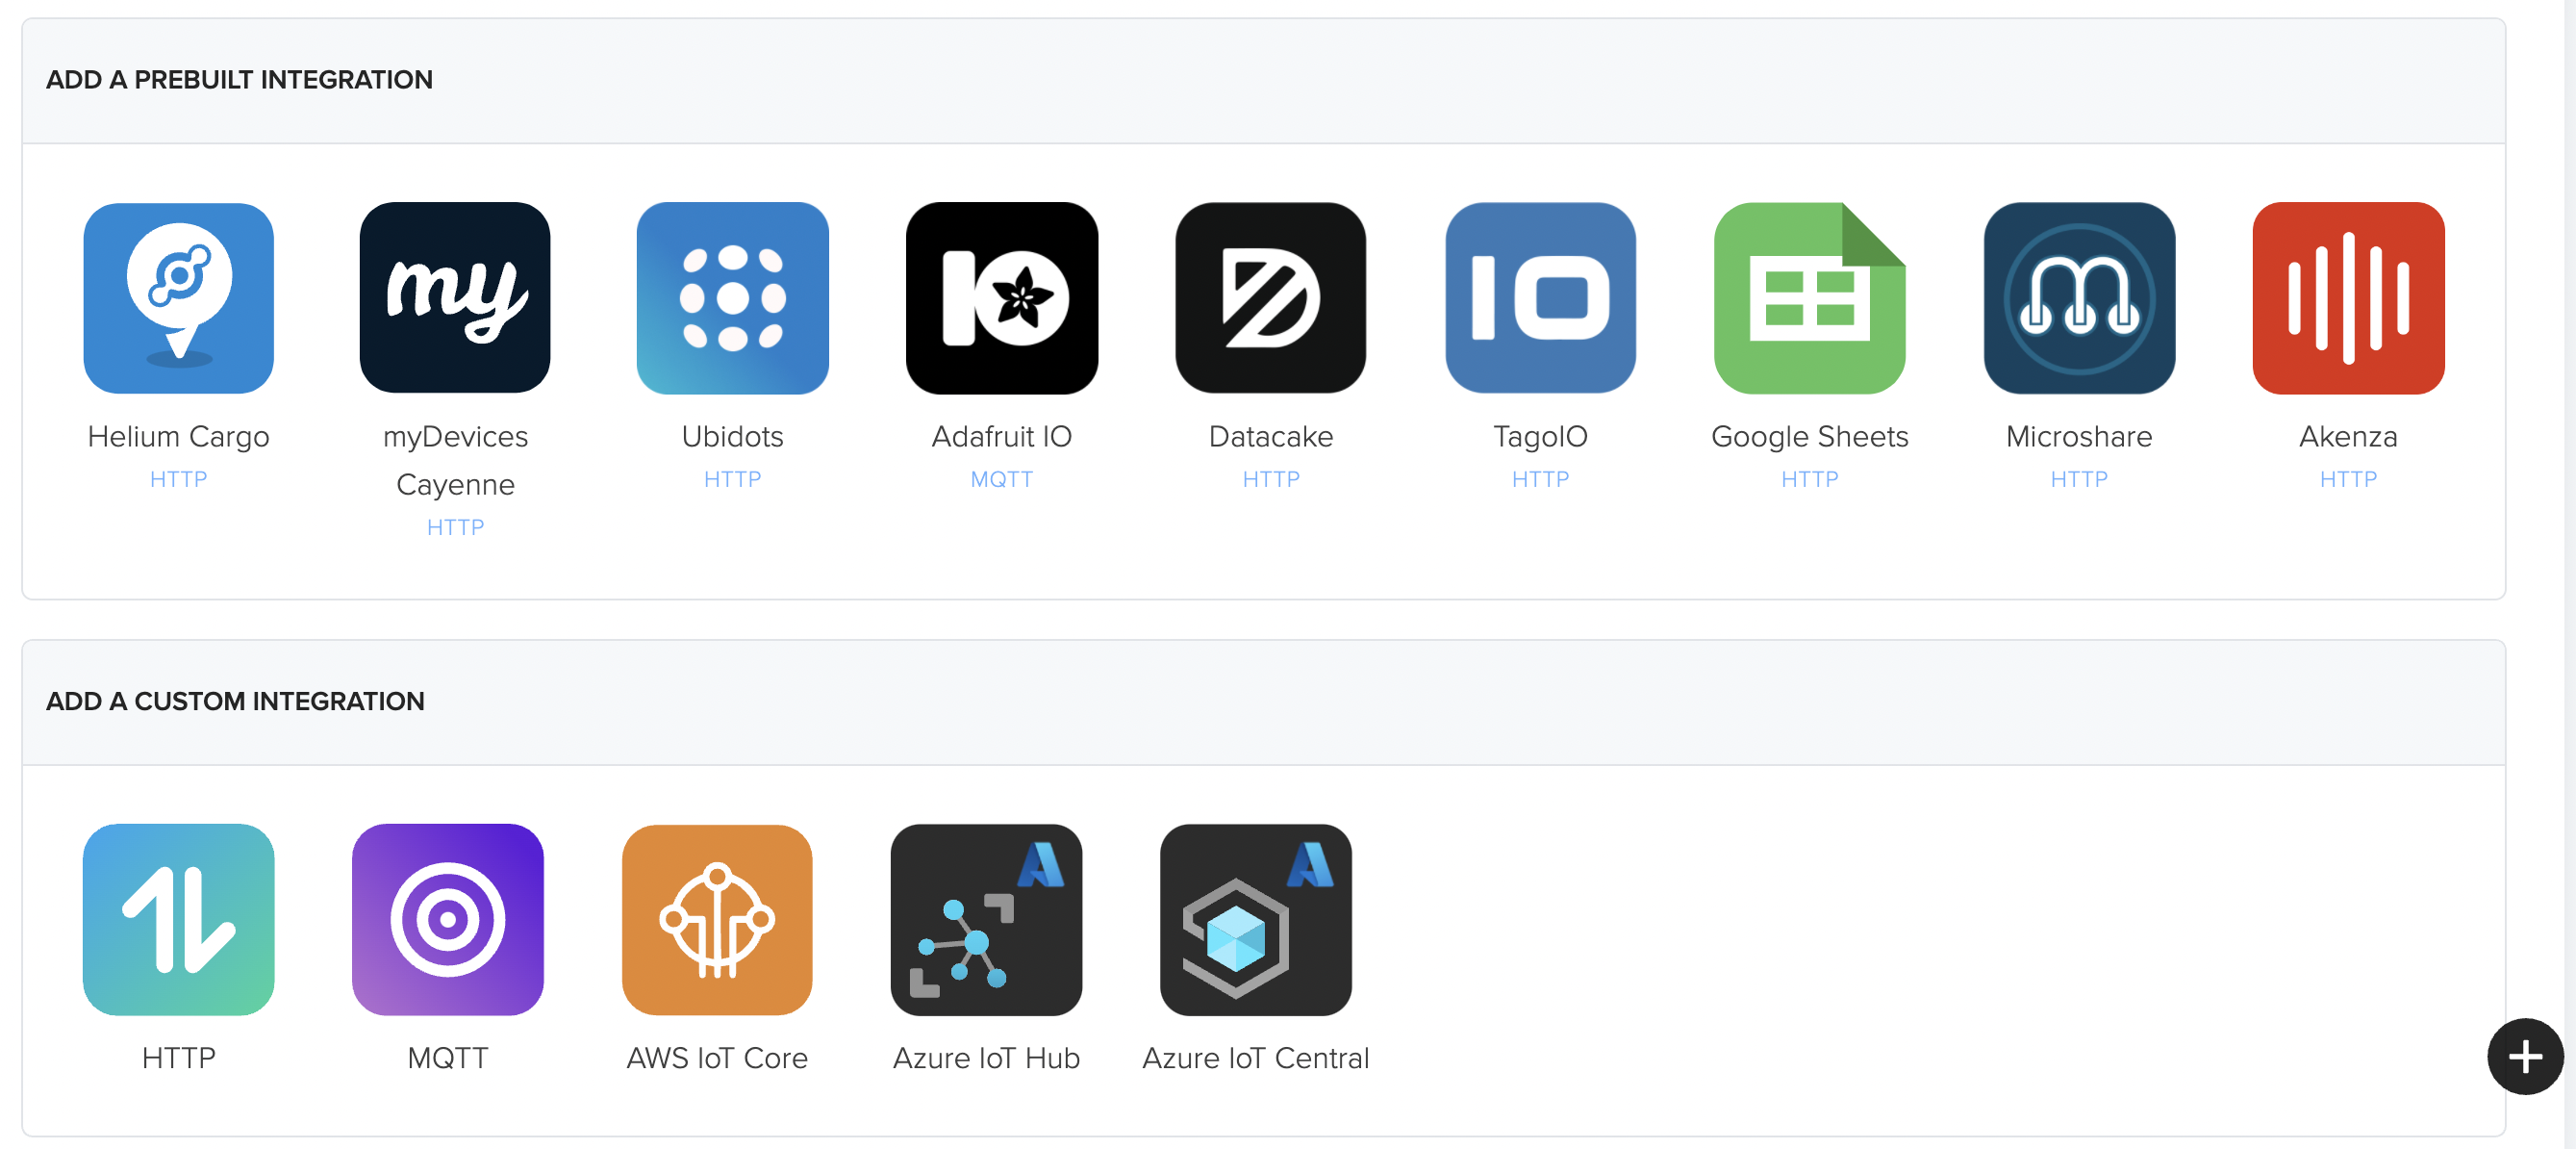 ADD A PREBUILT INTEGRATION
my
IO
Helium Cargo
HTTP
myDevices
Cayenne
HTTP
Ubidots
HTTP
Adafruit IO
MQTT
Datacake
HTTP
TagoIO
HTTP
Google Sheets
HTTP
Microshare
HTTP
Akenza
HTTP
ADD A CUSTOM INTEGRATION
HTTP
MQTT
AWS IoT Core
Azure IoT Hub
Azure IoT Central